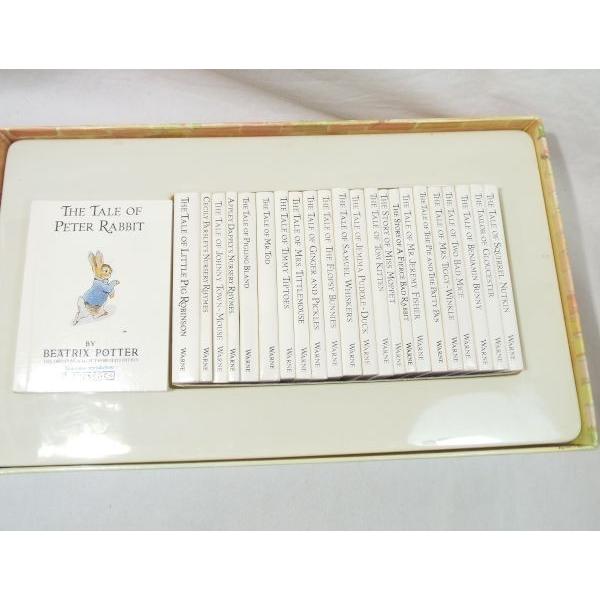 THE TALE OF
PETER RABBIT
BY
BEATRIX POTTER
THE TALE OF LITTLE PIG ROBINSON WARNE
CECILY PARSLEY'S NURSERY RHYMES WARNE
THE TALE OF JOHNNY TOWN-MOUSE WARNE
APPLEY DAPPLY'S NURSERY RHYMES WARNE
THE TALE OF PIGLING BLAND WARNE
THE TALE OF MR. TOD WARNE
THE TALE OF TIMMY TIPTOES WARNE
THE TALE OF MRS. TITTLEMOUSE WARNE
THE TALE OF GINGER AND PICKLES WARNE
THE TALE OF THE FLOPSY BUNNIES WARNE
THE TALE OF SAMUEL WHISKERS WARNE
THE TALE OF JEMIMA PUDDLE-DUCK WARNE
THE TALE OF TOM KITTEN WARNE
THE STORY OF MISS MOPPET WARNE
THE STORY OF A FIERCE BAD RABBIT WARNE
THE TALE OF MR. JEREMY FISHER WARNE
THE TALE OF THE PIE AND THE PATTY-PAN WARNE
THE TALE OF MRS. TIGGY-WINKLE WARNE
THE TALE OF TWO BAD MICE WARNE
THE TALE OF BENJAMIN BUNNY WARNE
THE TAILOR OF GLOUCESTER WARNE
THE TALE OF SQUIRREL NUTKIN WARNE